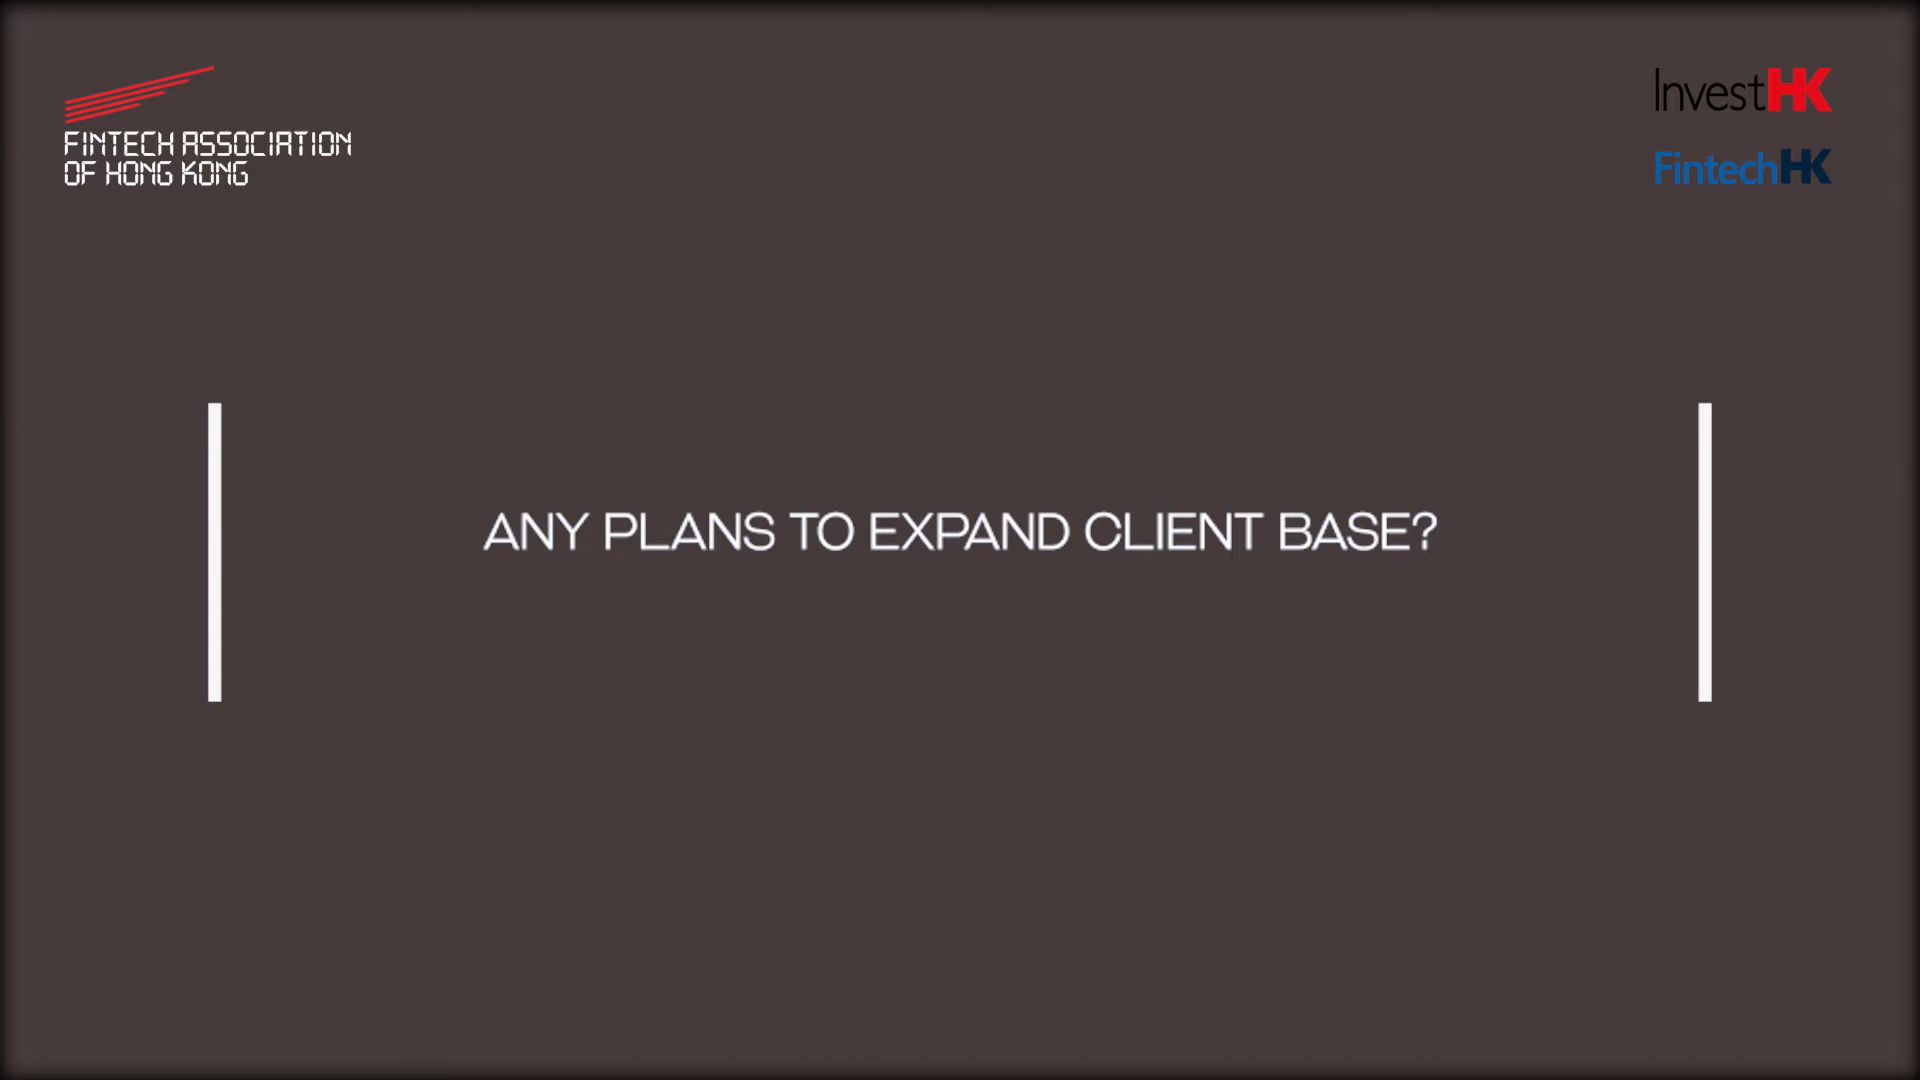 FINTECH ASSOCIATION
OF HONG KONG
InvestHK
FintechHK
ANY PLANS TO EXPAND CLIENT BASE?